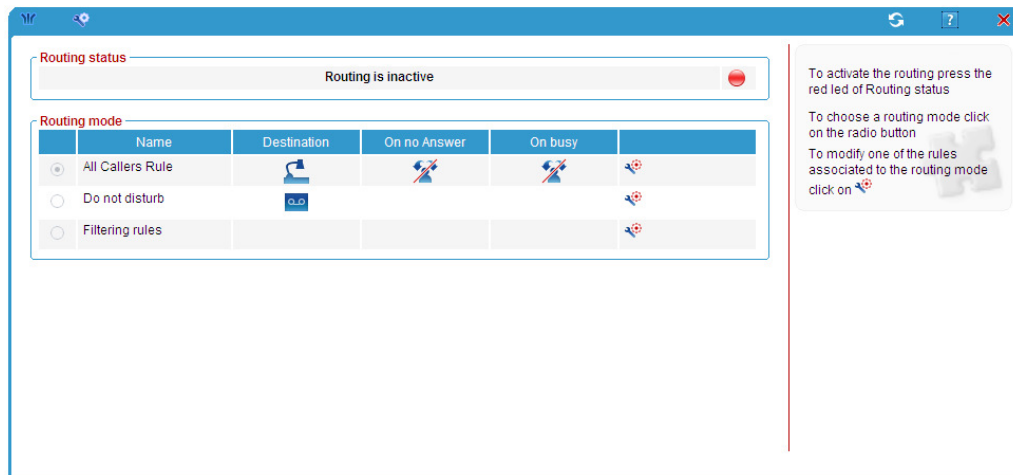 ?
Routing status
Routing is inactive
Routing mode
Name Destination On no Answer On busy
All Callers Rule
Do not disturb
Filtering rules
To activate the routing press the
red led of Routing status
To choose a routing mode click
on the radio button
To modify one of the rules
associated to the routing mode
click on